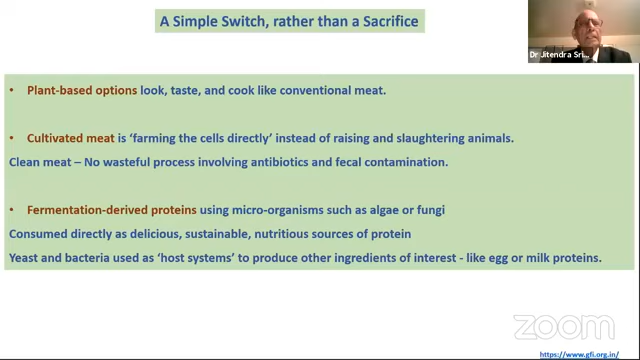 A Simple Switch, rather than a Sacrifice
Dr Jitendra Sri...
• Plant-based options look, taste, and cook like conventional meat.
• Cultivated meat is ‘farming the cells directly’ instead of raising and slaughtering animals.
Clean meat – No wasteful process involving antibiotics and fecal contamination.
• Fermentation-derived proteins using micro-organisms such as algae or fungi
Consumed directly as delicious, sustainable, nutritious sources of protein
Yeast and bacteria used as ‘host systems’ to produce other ingredients of interest - like egg or milk proteins.
zoom
https://www.gfi.org.in/